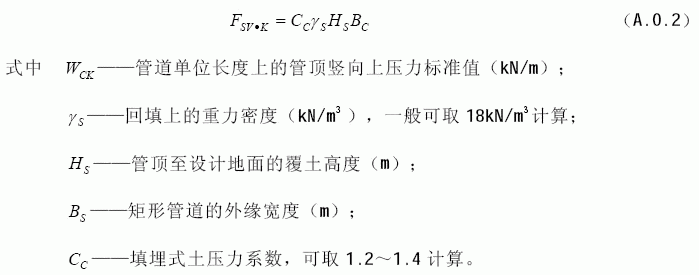 F_{SV•K} = C_C γ_S H_S B_C （A.0.2）
式中 W_{CK}——管道单位长度上的管顶竖向上压力标准值（kN/m）；
γ_S——回填上的重力密度（kN/m³），一般可取 18kN/m³计算；
H_S——管顶至设计地面的覆土高度（m）；
B_S——矩形管道的外缘宽度（m）；
C_C——填埋式土压力系数，可取 1.2～1.4 计算。